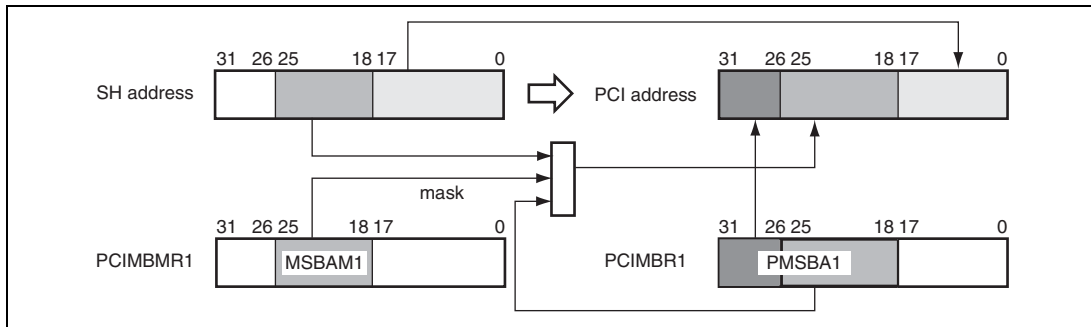 31 26 25 18 17 0
SH address
31 26 25 18 17 0
PCI address
mask
31 26 25 18 17 0
PCIMBMR1 MSBAM1
31 26 25 18 17 0
PCIMBR1 PMSBA1